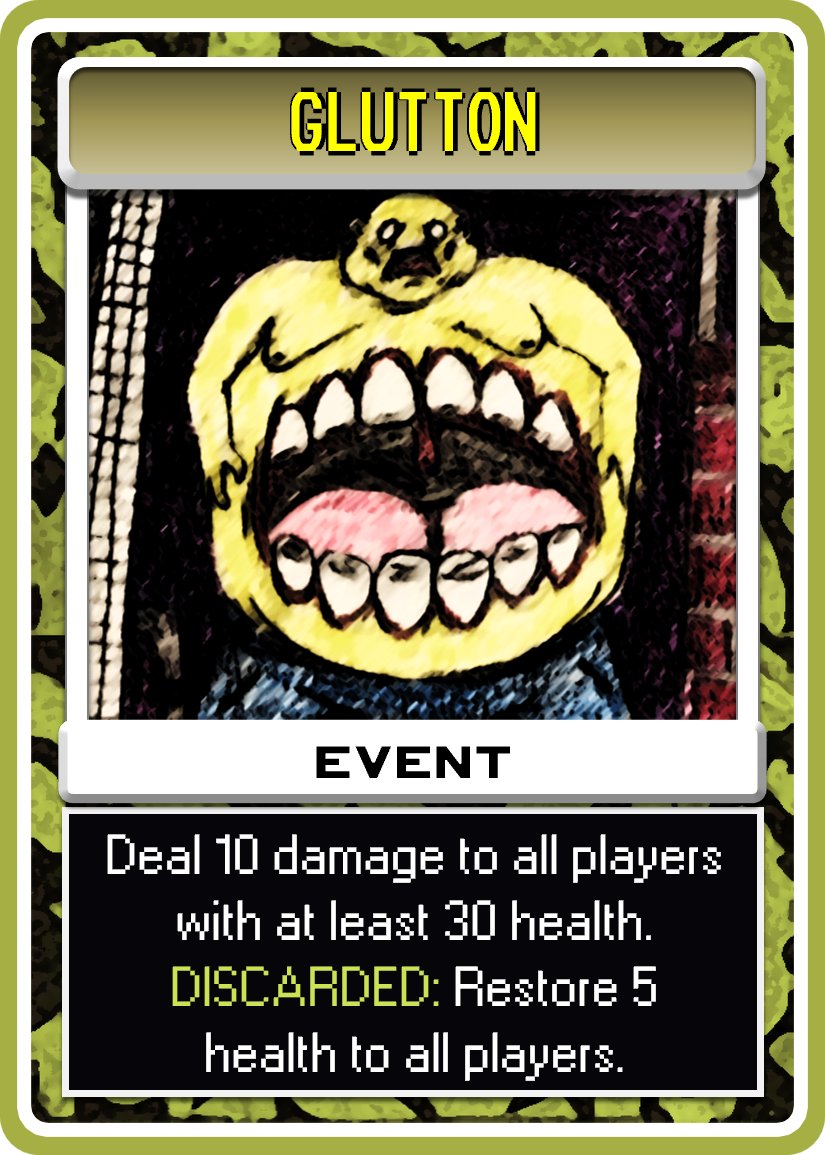 GLUTTON
EVENT
Deal 10 damage to all players
with at least 30 health.
DISCARDED: Restore 5
health to all players.